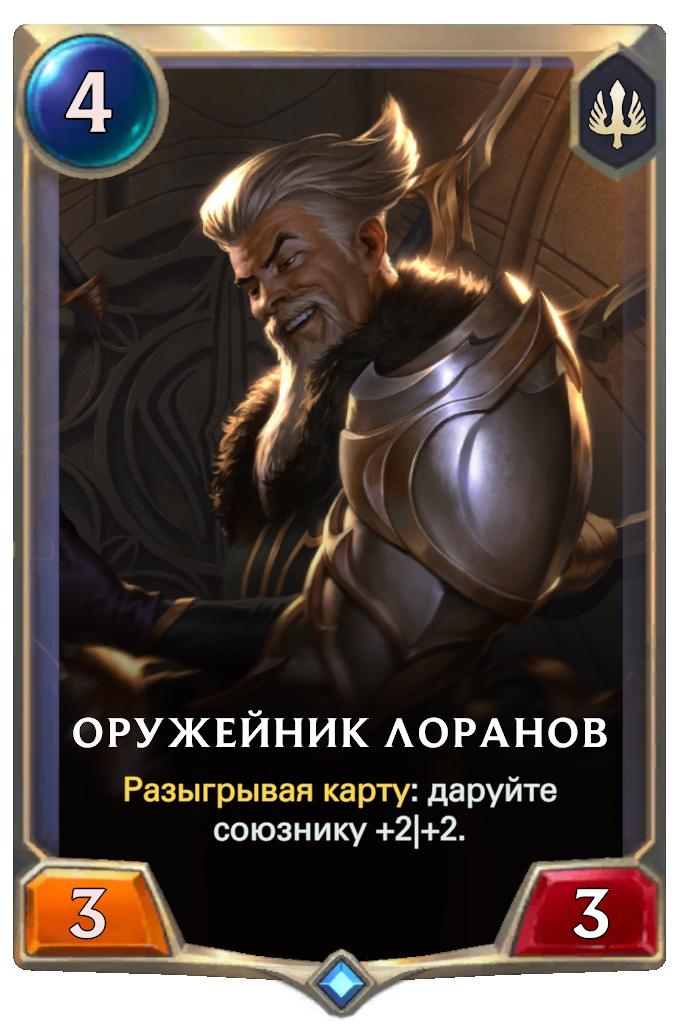 4
ОРУЖЕЙНИК ЛОРАНОВ
Разыгрывая карту: даруйте
союзнику +2|+2.
3
3